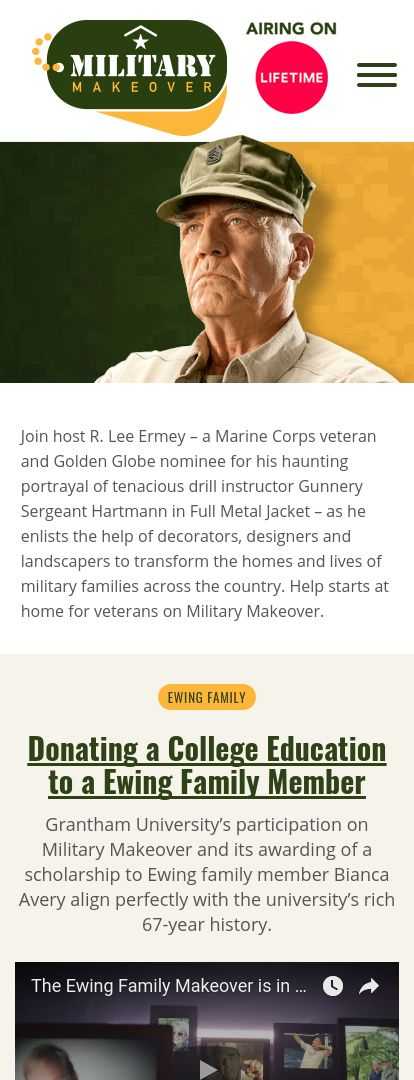 AIRING ON
MILITARY
MAKEOVER
LIFETIME
Join host R. Lee Ermey – a Marine Corps veteran
and Golden Globe nominee for his haunting
portrayal of tenacious drill instructor Gunnery
Sergeant Hartmann in Full Metal Jacket – as he
enlists the help of decorators, designers and
landscapers to transform the homes and lives of
military families across the country. Help starts at
home for veterans on Military Makeover.
EWING FAMILY
Donating a College Education
to a Ewing Family Member
Grantham University’s participation on
Military Makeover and its awarding of a
scholarship to Ewing family member Bianca
Avery align perfectly with the university’s rich
67-year history.
The Ewing Family Makeover is in ...